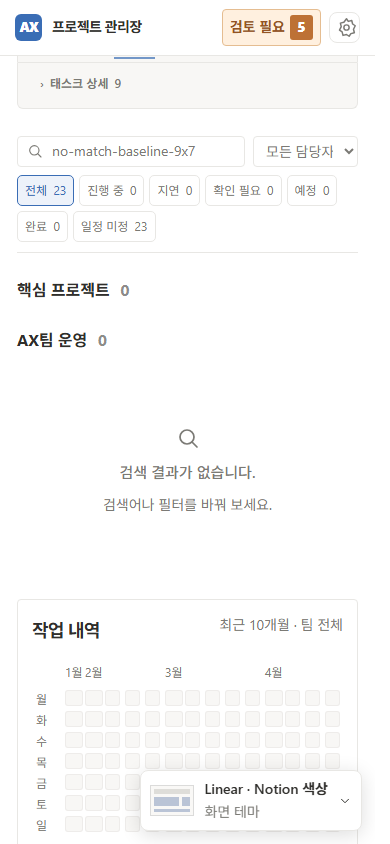 AX 프로젝트 관리장 검토 필요 5
› 태스크 상세 9
no-match-baseline-9x7 모든 담당자
전체 23 진행 중 0 지연 0 확인 필요 0 예정 0
완료 0 일정 미정 23
핵심 프로젝트 0
AX팀 운영 0
검색 결과가 없습니다.
검색어나 필터를 바꿔 보세요.
작업 내역 최근 10개월 · 팀 전체
1월 2월 3월 4월
월
화
수
목
금
토
일
Linear · Notion 색상
화면 테마